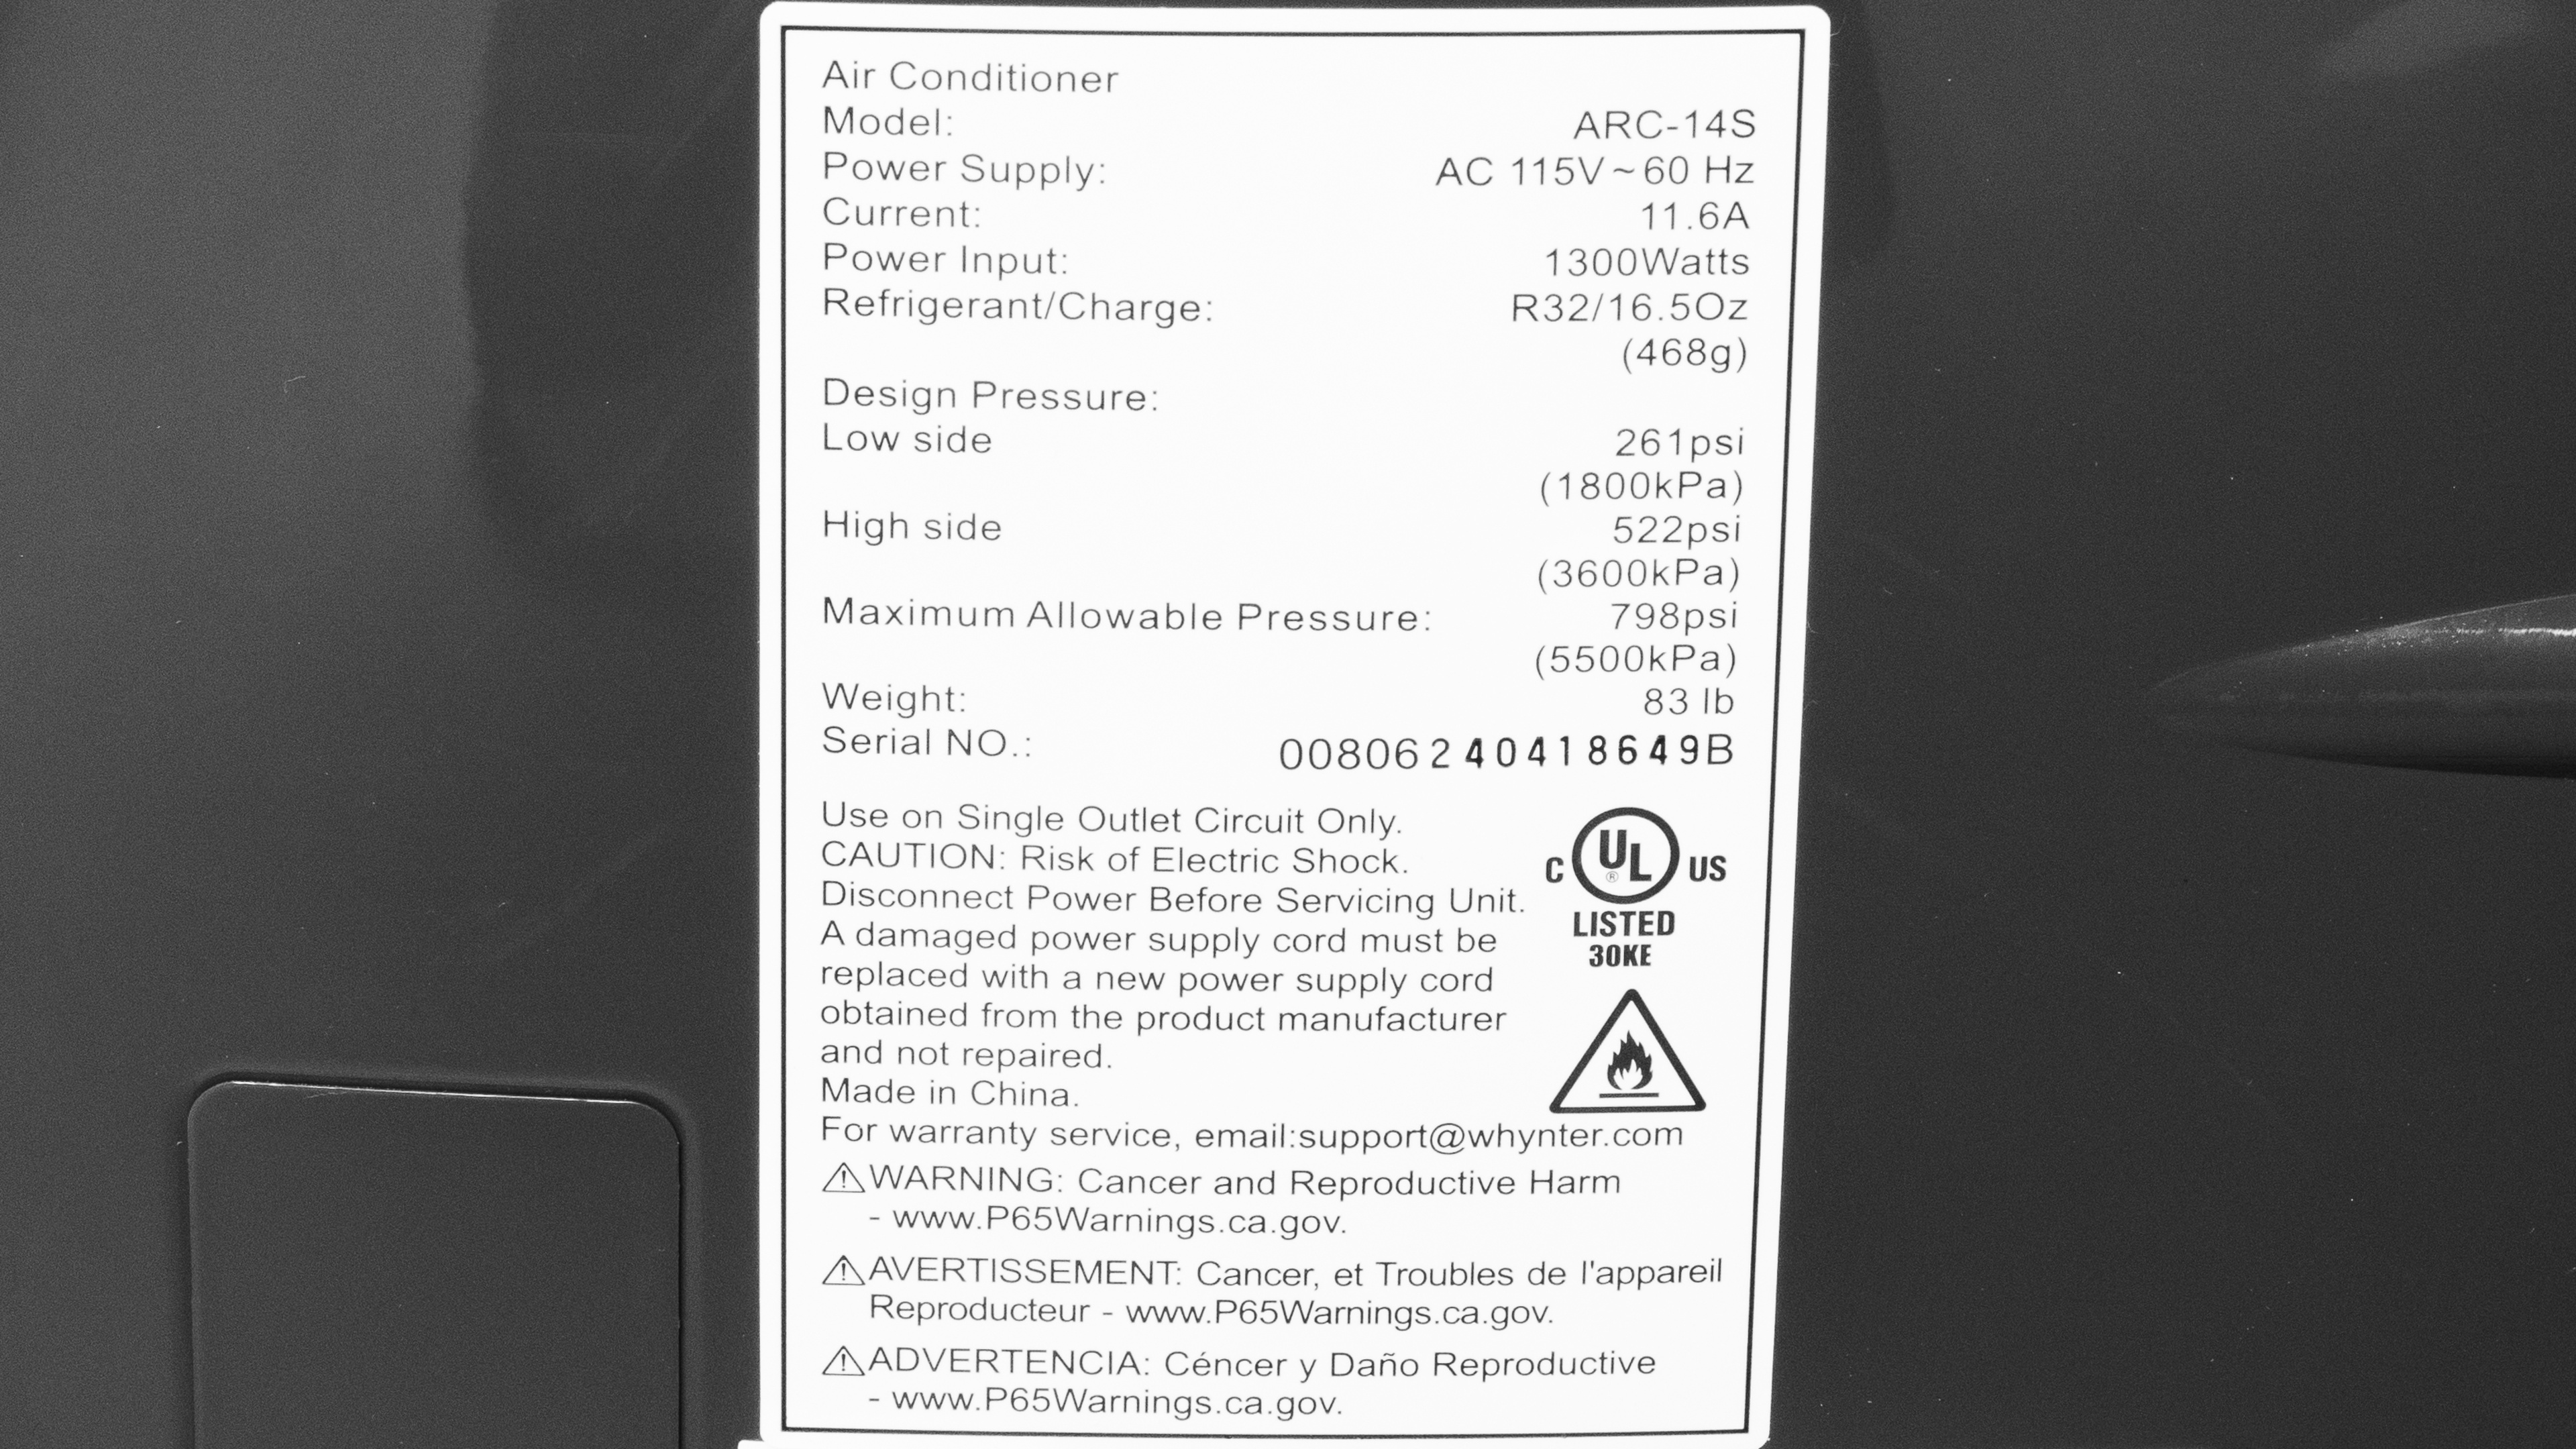 Air Conditioner
Model: ARC-14S
Power Supply: AC 115V~60 Hz
Current: 11.6A
Power Input: 1300Watts
Refrigerant/Charge: R32/16.5Oz
(468g)
Design Pressure:
Low side 261psi
(1800kPa)
High side 522psi
(3600kPa)
Maximum Allowable Pressure: 798psi
(5500kPa)
Weight: 83 lb
Serial NO.: 00806240418649B
Use on Single Outlet Circuit Only.
CAUTION: Risk of Electric Shock.
Disconnect Power Before Servicing Unit.
A damaged power supply cord must be
replaced with a new power supply cord
obtained from the product manufacturer
and not repaired.
Made in China.
C UL ® US
LISTED
30KE
For warranty service, email:support@whynter.com
⚠WARNING: Cancer and Reproductive Harm
- www.P65Warnings.ca.gov.
⚠AVERTISSEMENT: Cancer, et Troubles de l'appareil
Reproducteur - www.P65Warnings.ca.gov.
⚠ADVERTENCIA: Céncer y Daño Reproductive
- www.P65Warnings.ca.gov.